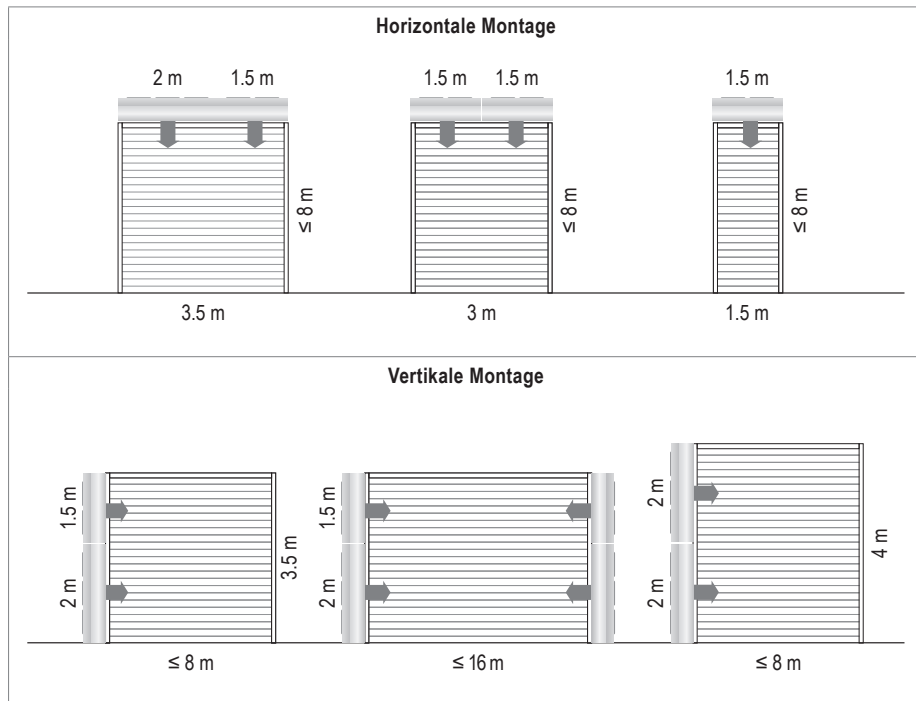 Horizontale Montage
2 m 1.5 m 1.5 m 1.5 m 1.5 m
≤ 8 m ≤ 8 m ≤ 8 m
3.5 m 3 m 1.5 m
Vertikale Montage
1.5 m 1.5 m 2 m
3.5 m 4 m
2 m 2 m 2 m
≤ 8 m ≤ 16 m ≤ 8 m